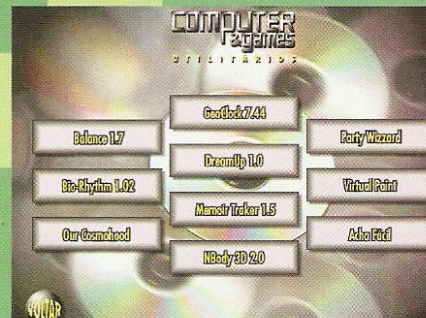 COMPUTER
&games
UTILITÁRIOS
GeoClock 7.44
Balance 1.7
Party Wizzard
DreamUp 1.0
Bio-Rhythm 1.02
Virtual Paint
Memoir Traker 1.5
Our Cosmohood
Acha Fácil
NBody 3D 2.0
VOLTAR